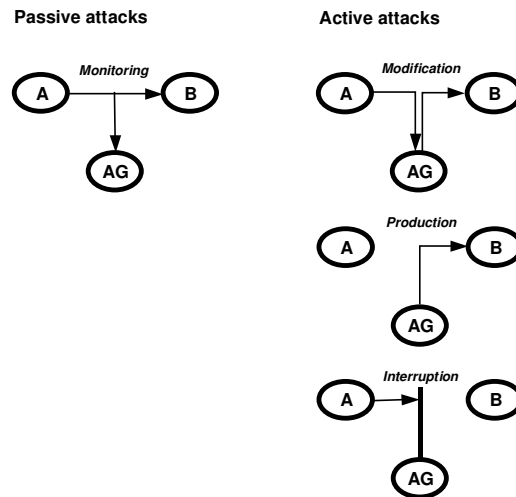 Passive attacks
Monitoring
A B
AG
Active attacks
Modification
A B
AG
Production
A B
AG
Interruption
A B
AG